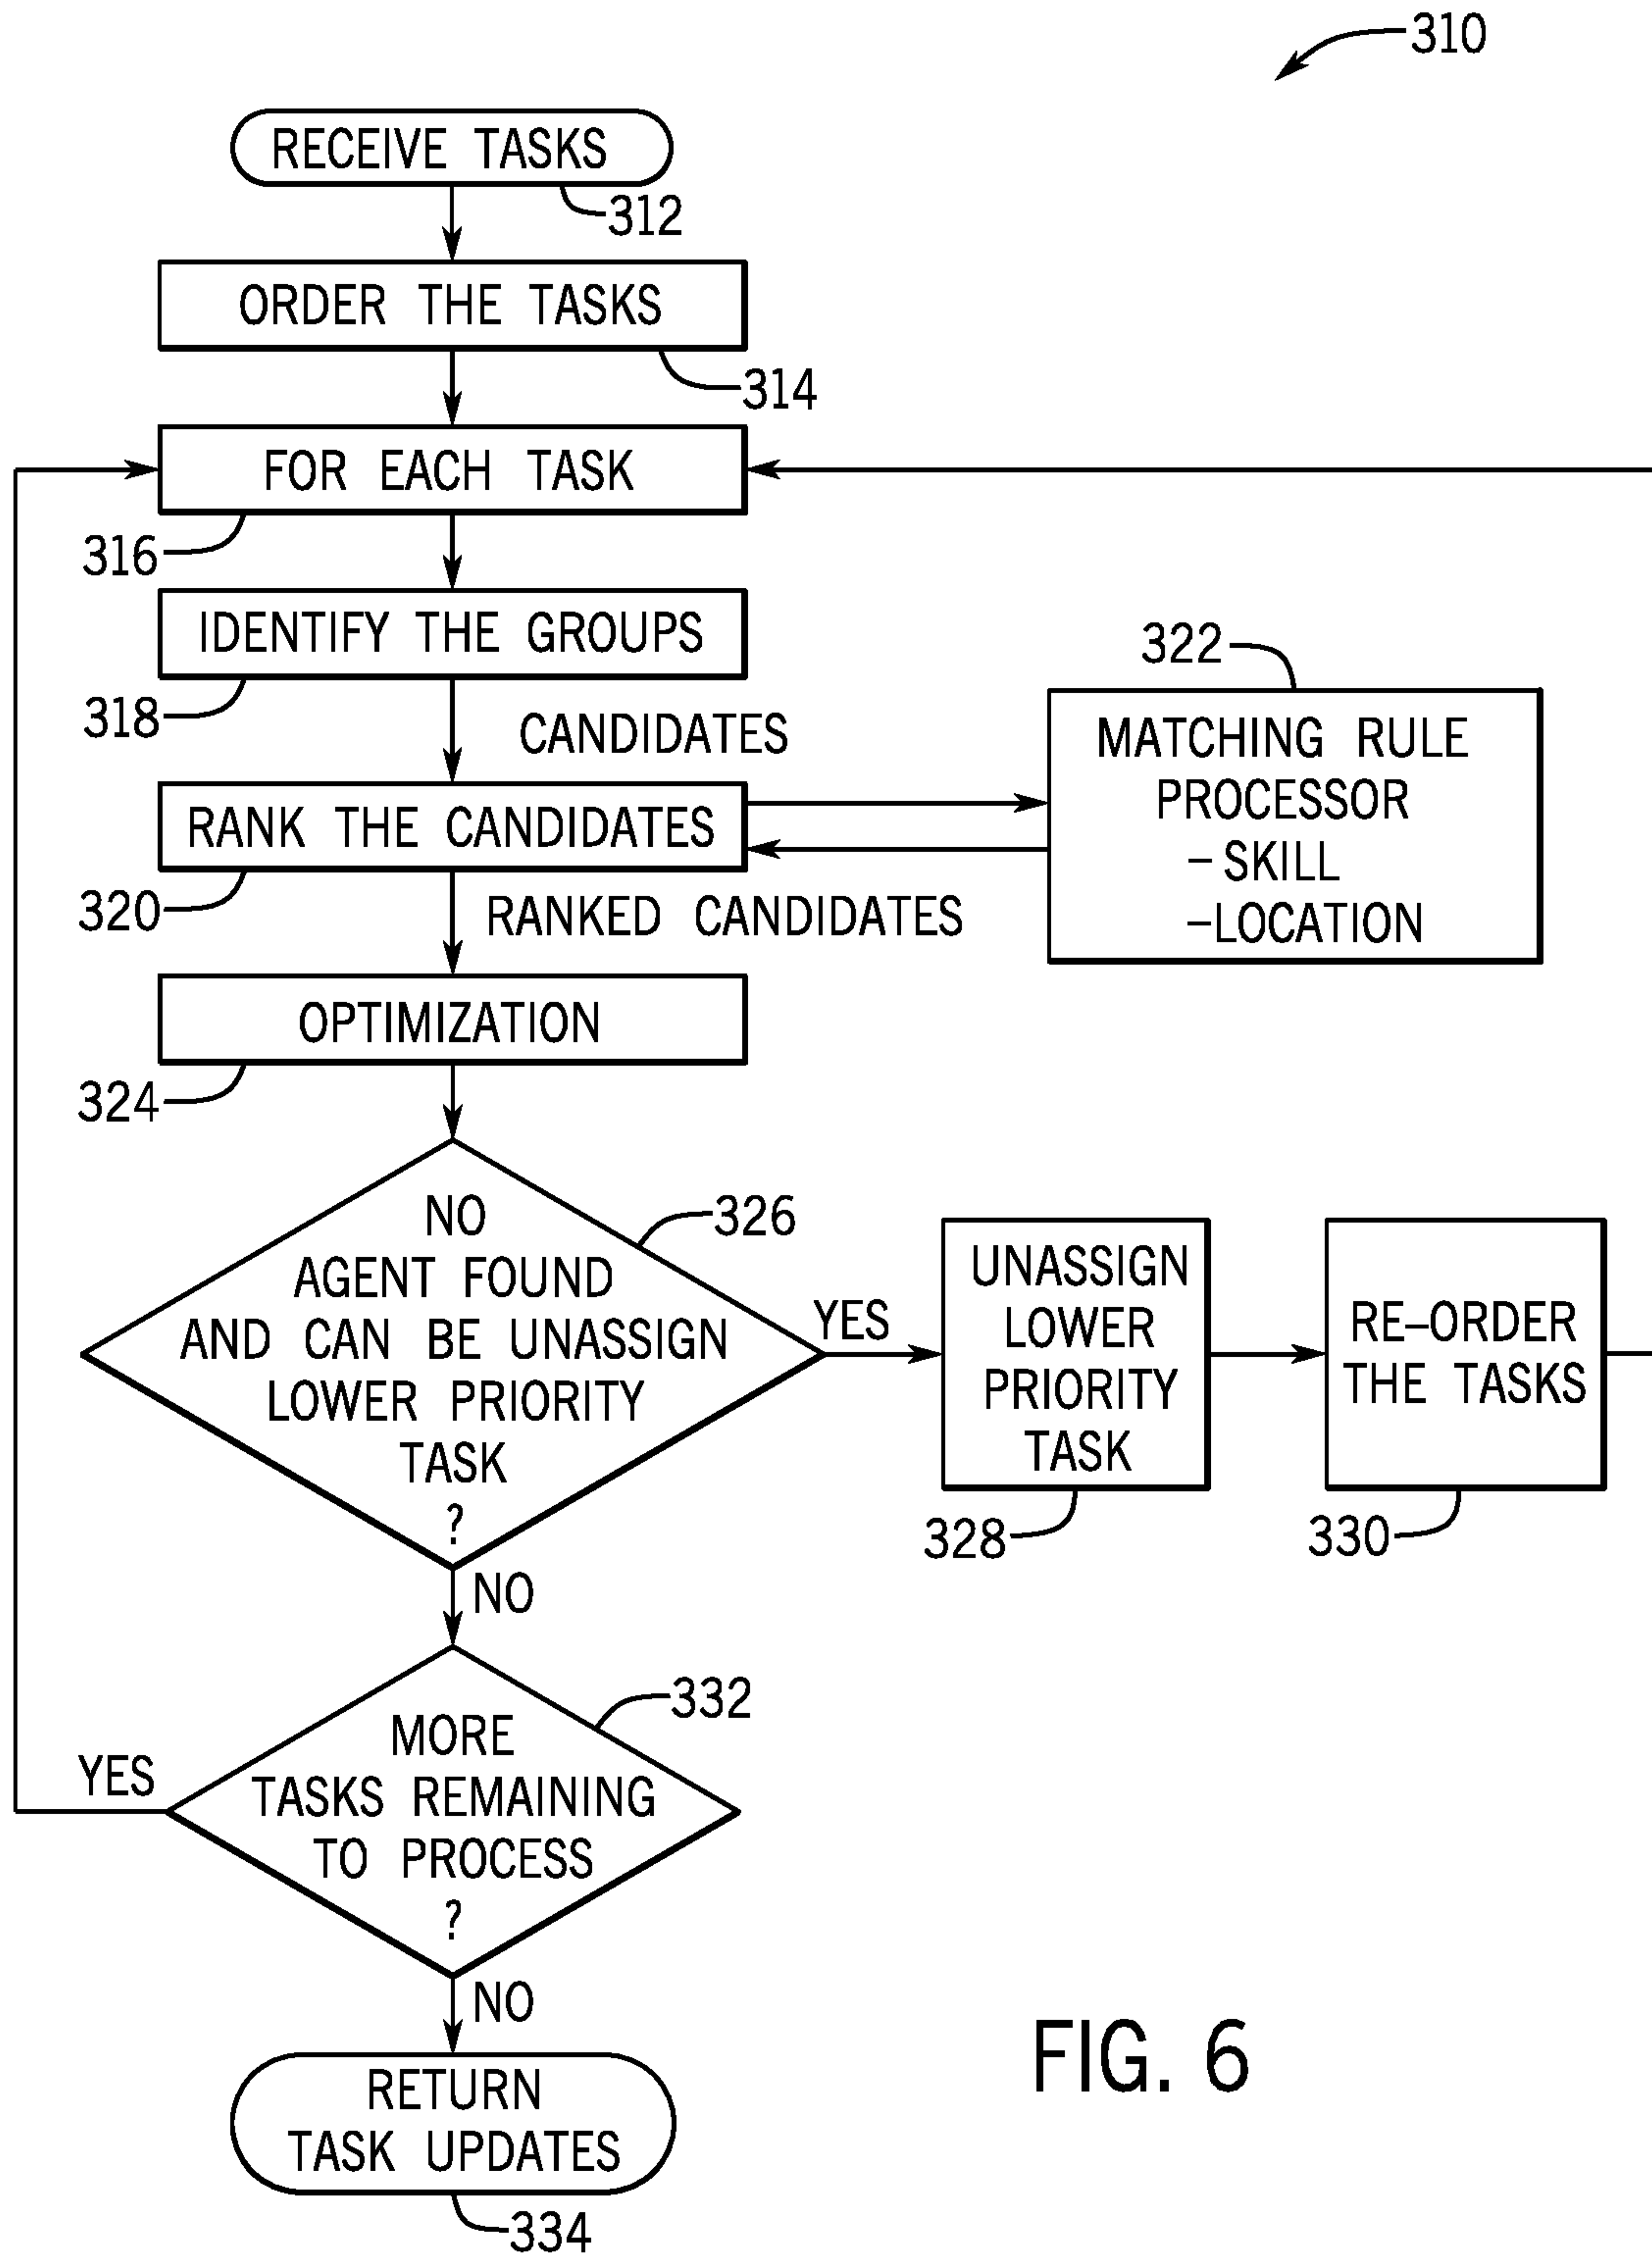 310
RECEIVE TASKS
312
ORDER THE TASKS
314
FOR EACH TASK
316
IDENTIFY THE GROUPS
318
CANDIDATES
322
MATCHING RULE
PROCESSOR
– SKILL
–LOCATION
RANK THE CANDIDATES
320
RANKED CANDIDATES
OPTIMIZATION
324
NO
AGENT FOUND
AND CAN BE UNASSIGN
LOWER PRIORITY
TASK
?
326
YES
UNASSIGN
LOWER
PRIORITY
TASK
328
RE–ORDER
THE TASKS
330
NO
MORE
TASKS REMAINING
TO PROCESS
?
332
YES
NO
RETURN
TASK UPDATES
334
FIG. 6